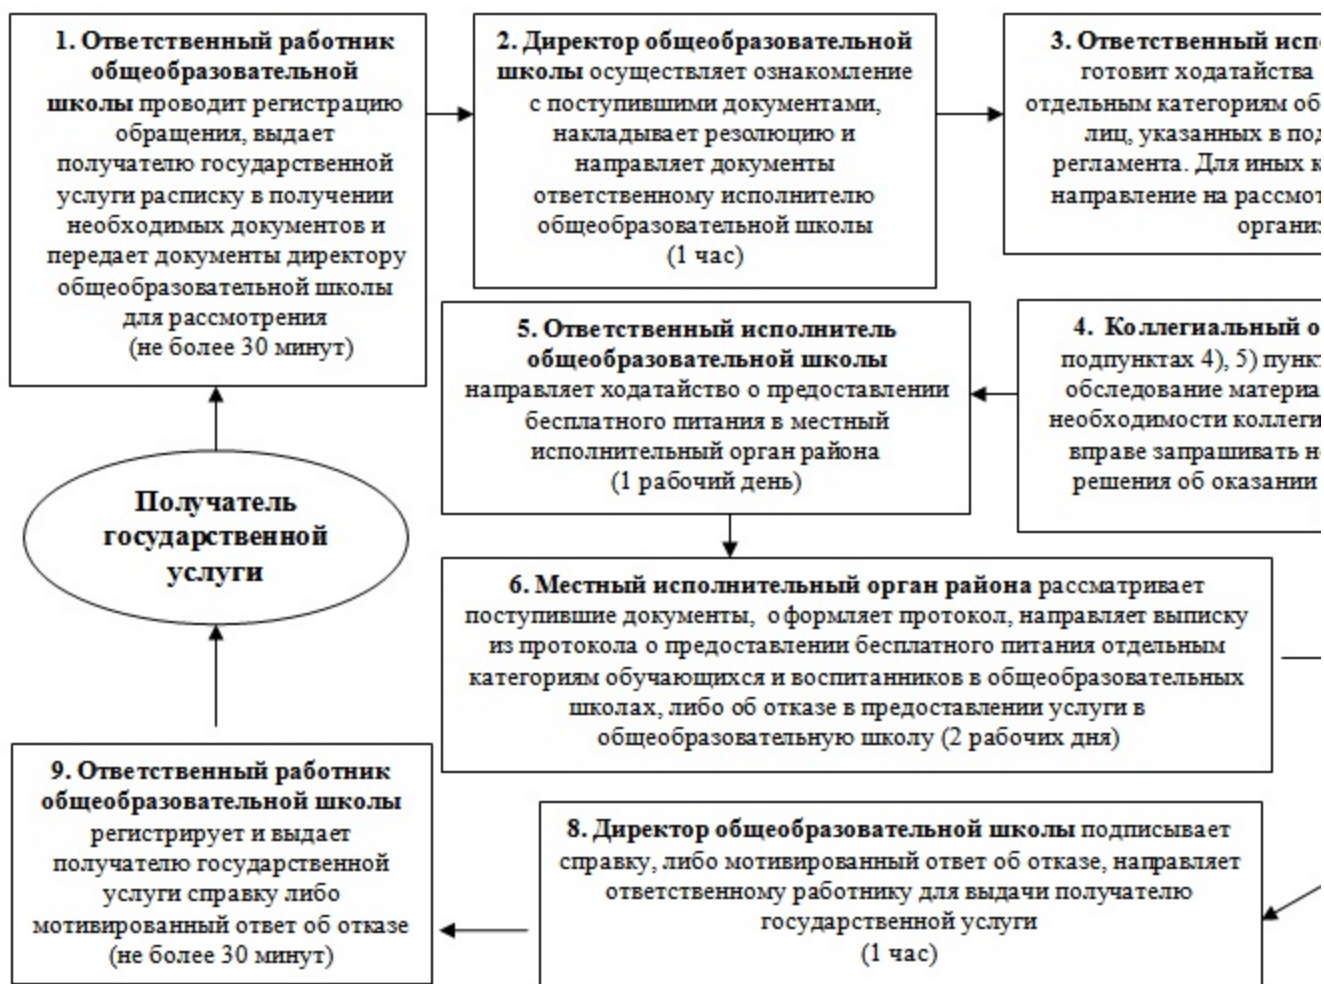 1. Ответственный работник
общеобразовательной
школы проводит регистрацию
обращения, выдает
получателю государственной
услуги расписку в получении
необходимых документов и
передает документы директору
общеобразовательной школы
для рассмотрения
(не более 30 минут)
2. Директор общеобразовательной
школы осуществляет ознакомление
с поступившими документами,
накладывает резолюцию и
направляет документы
ответственному исполнителю
общеобразовательной школы
(1 час)
3. Ответственный
готовит ходатайства
отдельным категориям
лиц, указанных в
регламента. Для иных
направление на
4. Коллегиальный
подпунктах 4), 5)
обследование
необходимости
вправе запрашивать
решения об оказании
5. Ответственный исполнитель
общеобразовательной школы
направляет ходатайство о предоставлении
бесплатного питания в местный
исполнительный орган района
(1 рабочий день)
Получатель
государственной
услуги
6. Местный исполнительный орган района рассматривает
поступившие документы, оформляет протокол, направляет выписку
из протокола о предоставлении бесплатного питания отдельным
категориям обучающихся и воспитанников в общеобразовательных
школах, либо об отказе в предоставлении услуги в
общеобразовательную школу (2 рабочих дня)
8. Директор общеобразовательной школы подписывает
справку, либо мотивированный ответ об отказе, направляет
ответственному работнику для выдачи получателю
государственной услуги
(1 час)
9. Ответственный работник
общеобразовательной школы
регистрирует и выдает
получателю государственной
услуги справку либо
мотивированный ответ об отказе
(не более 30 минут)